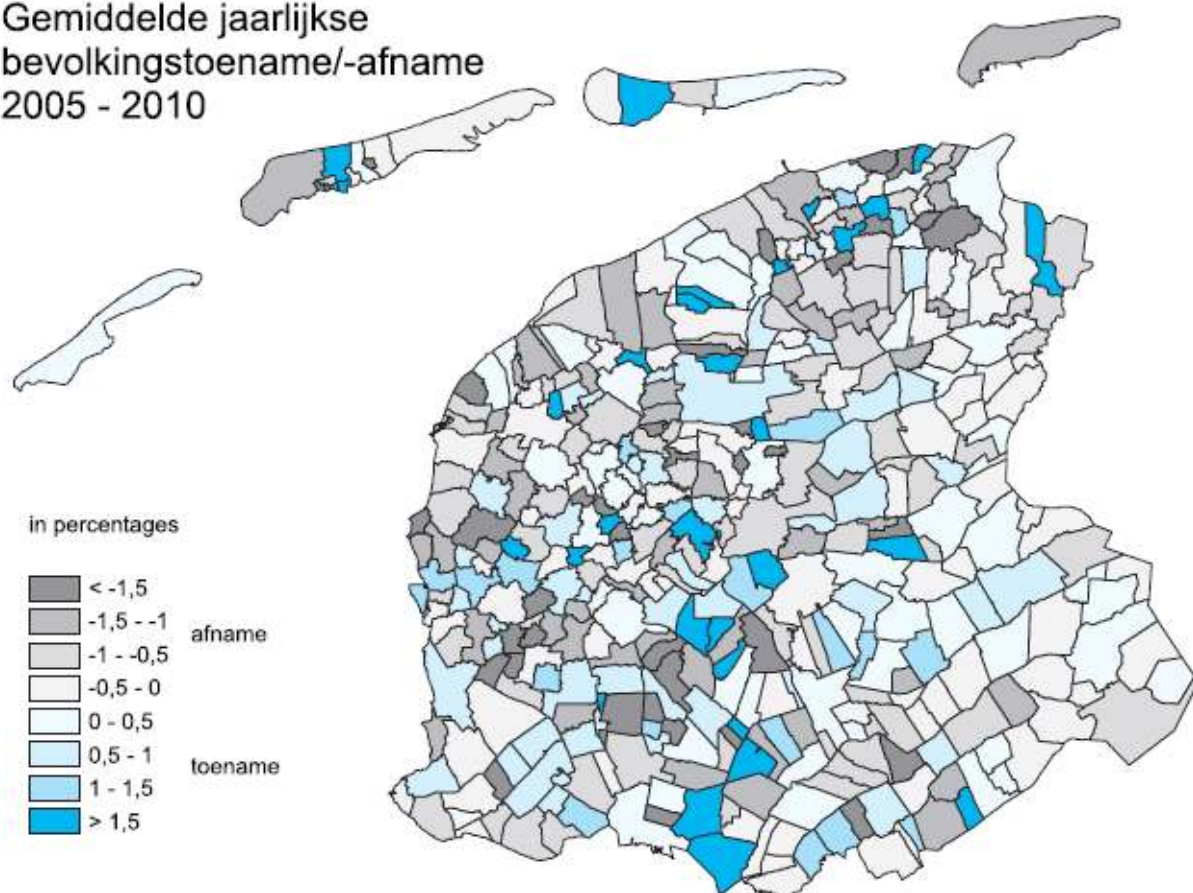 Gemiddelde jaarlijkse
bevolkingstoename/-afname
2005 - 2010
in percentages
< -1,5
-1,5 - -1
afname
-1 - -0,5
-0,5 - 0
0 - 0,5
0,5 - 1
toename
1 - 1,5
> 1,5